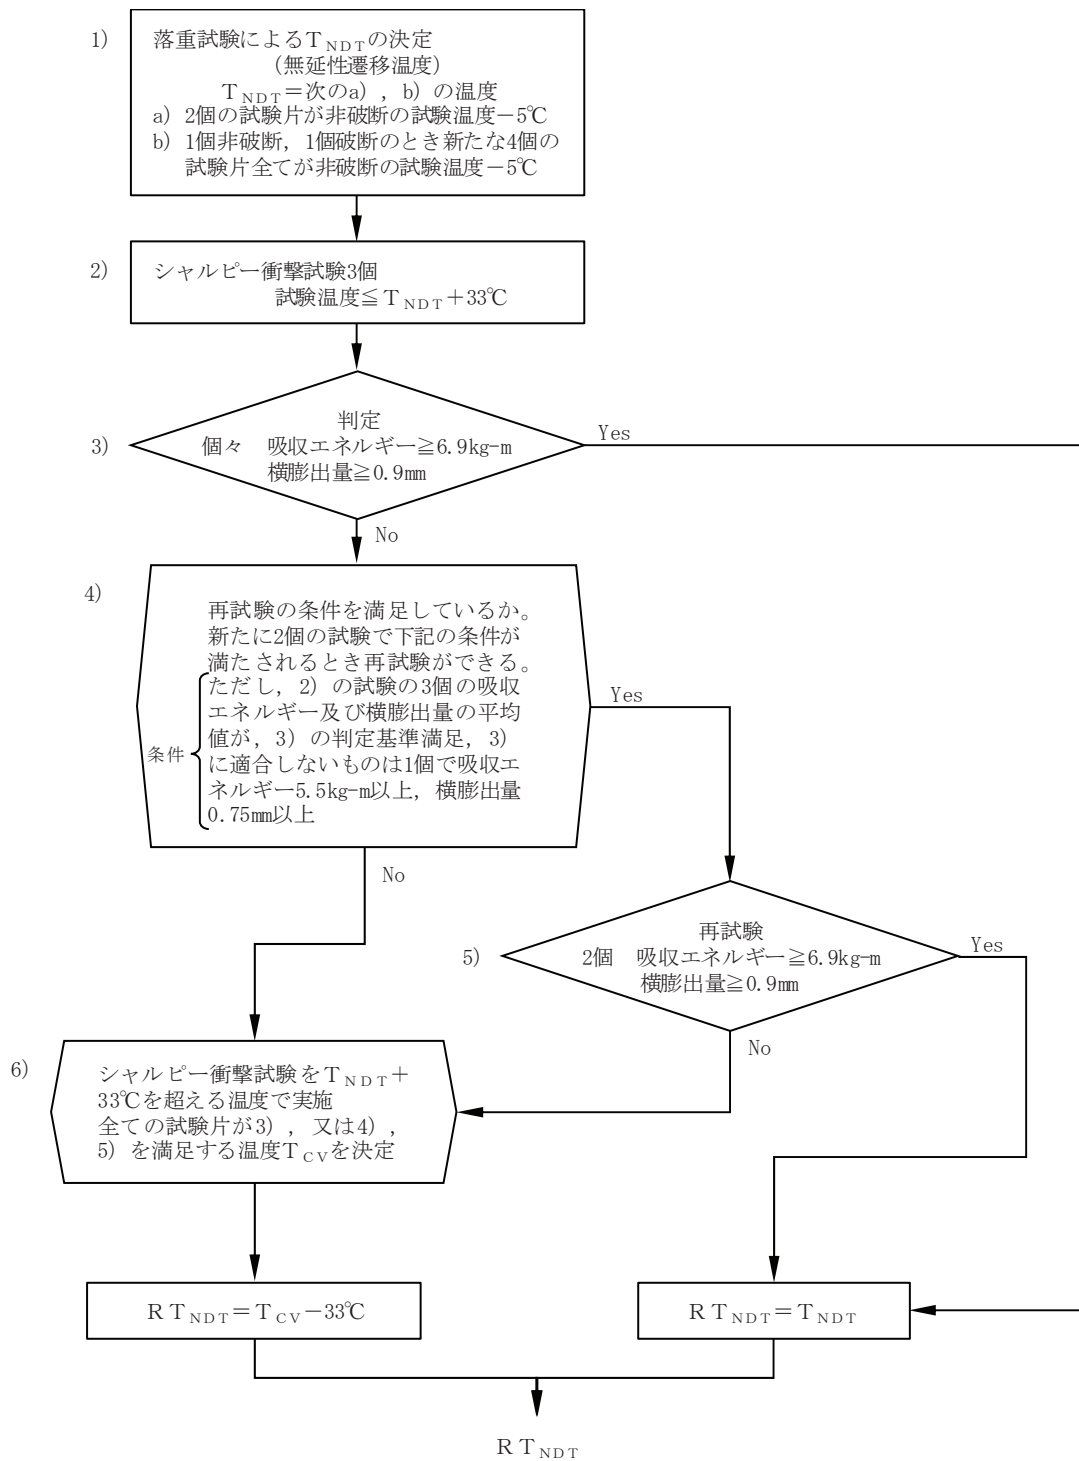 1)
落重試験によるTNDTの決定
(無延性遷移温度)
TNDT=次のa), b)の温度
a) 2個の試験片が非破断の試験温度-5℃
b) 1個非破断, 1個破断のとき新たな4個の
試験片全てが非破断の試験温度-5℃
2)
シャルピー衝撃試験3個
試験温度≦TNDT+33℃
3)
判定
個々 吸収エネルギー≧6.9kg-m
横膨出量≧0.9mm
Yes
No
4)
再試験の条件を満足しているか。
新たに2個の試験で下記の条件が
満たされるとき再試験ができる。
条件
ただし, 2)の試験の3個の吸収
エネルギー及び横膨出量の平均
値が, 3)の判定基準満足, 3)
に適合しないものは1個で吸収エ
ネルギー5.5kg-m以上, 横膨出量
0.75mm以上
Yes
No
5)
再試験
2個 吸収エネルギー≧6.9kg-m
横膨出量≧0.9mm
Yes
No
6)
シャルピー衝撃試験をTNDT+
33℃を超える温度で実施
全ての試験片が3), 又は4),
5)を満足する温度TCVを決定
RTNDT=TCV-33℃
RTNDT=TNDT
RTNDT